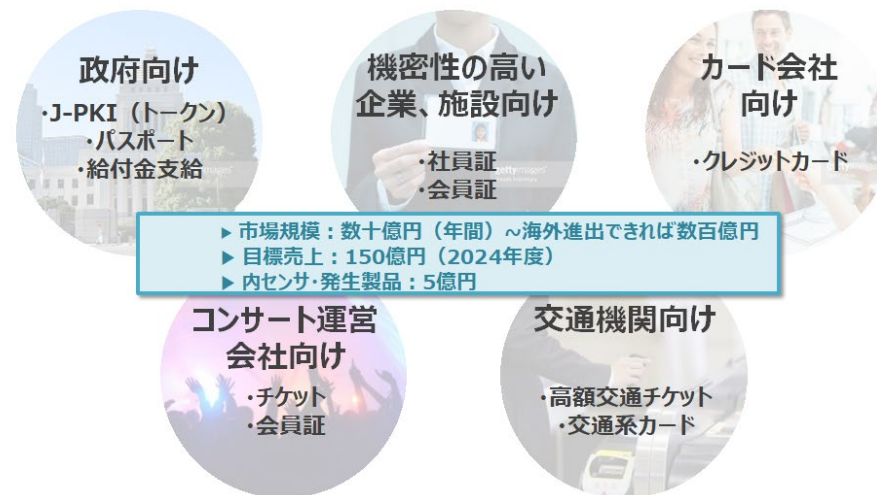 政府向け
・J-PKI（トークン）
・パスポート
・給付金支給
機密性の高い
企業、施設向け
・社員証
・会員証
gettyimages
カード会社
向け
・クレジットカード
▶ 市場規模：数十億円（年間）~海外進出できれば数百億円
▶ 目標売上：150億円（2024年度）
▶ 内センサ・発生製品：5億円
コンサート運営
会社向け
・チケット
・会員証
交通機関向け
・高額交通チケット
・交通系カード